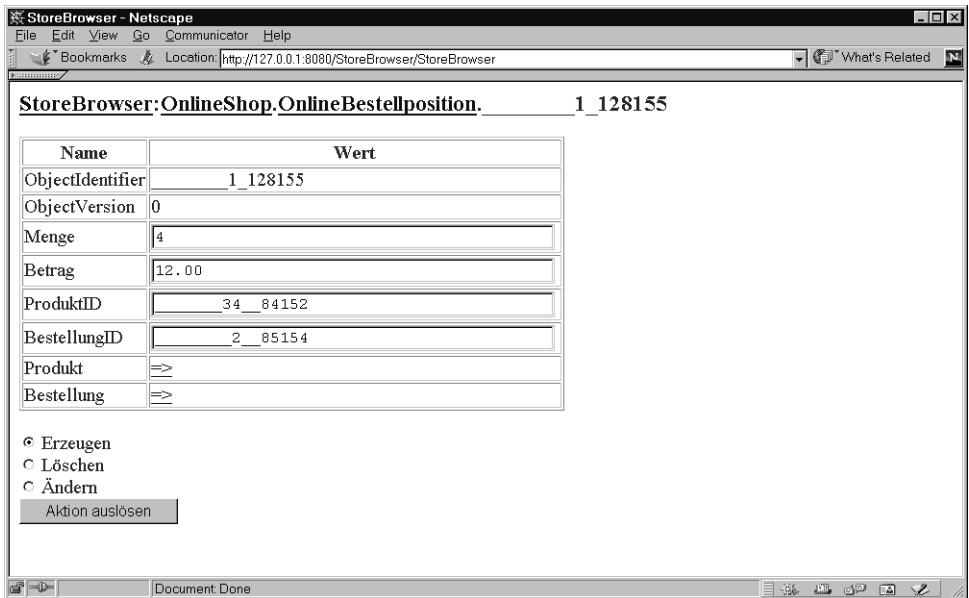 StoreBrowser - Netscape
File Edit View Go Communicator Help
Bookmarks Location: http://127.0.0.1:8080/StoreBrowser/StoreBrowser What's Related N
StoreBrowser:OnlineShop.OnlineBestellposition.________1_128155
Name Wert
ObjectIdentifier ________1_128155
ObjectVersion 0
Menge 4
Betrag 12.00
ProduktID _______34__84152
BestellungID ________2__85154
Produkt =>
Bestellung =>
Erzeugen
Löschen
Ändern
Aktion auslösen
Document: Done